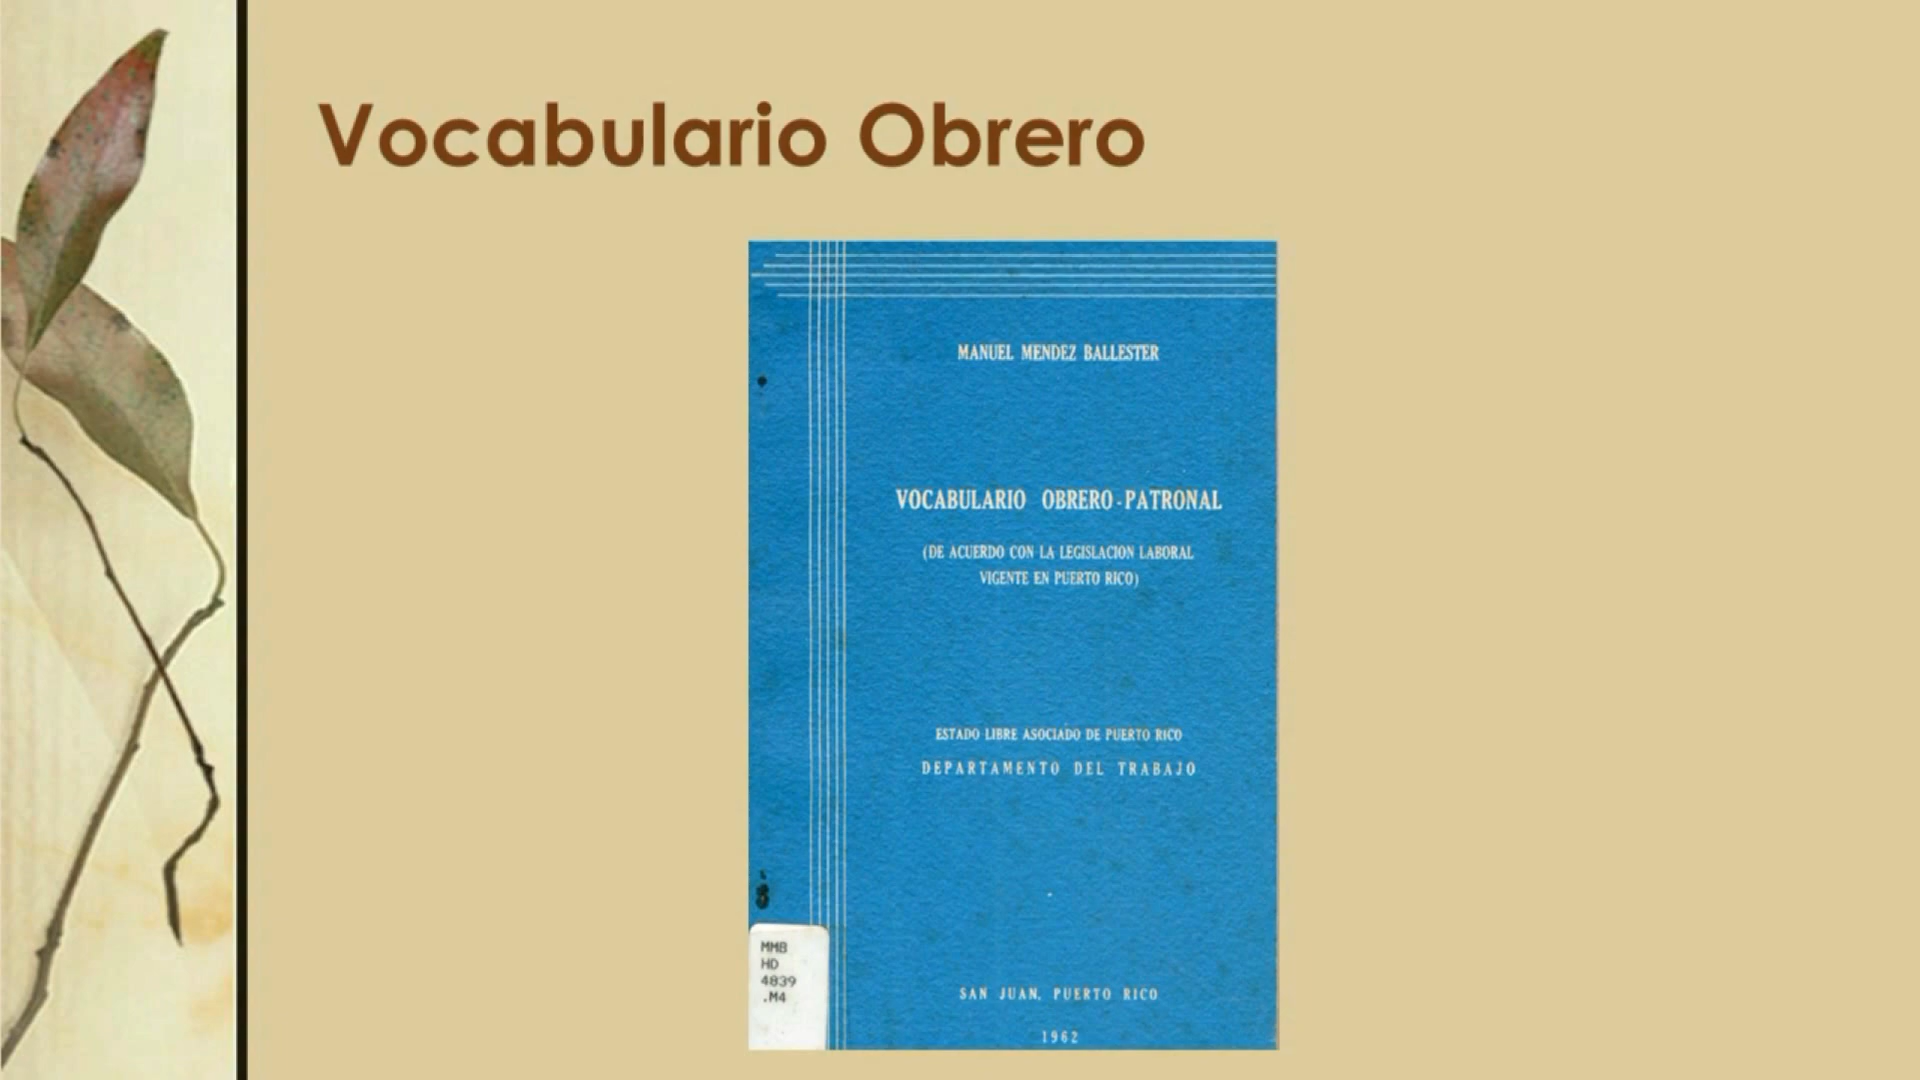 Vocabulario Obrero
MANUEL MENDEZ BALLESTER
VOCABULARIO OBRERO-PATRONAL
(DE ACUERDO CON LA LEGISLACION LABORAL
VIGENTE EN PUERTO RICO)
ESTADO LIBRE ASOCIADO DE PUERTO RICO
DEPARTAMENTO DEL TRABAJO
MMB
HD
4839
.M4
SAN JUAN, PUERTO RICO
1962